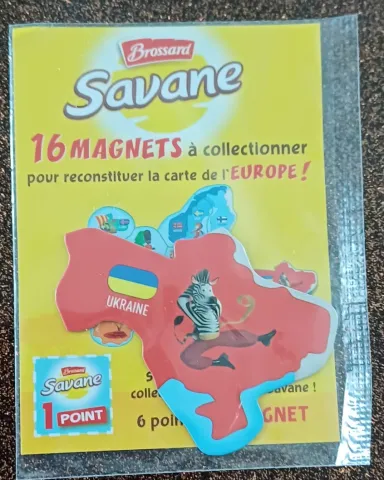 Brossard
Savane
16 MAGNETS à collectionner
pour reconstituer la carte de l'EUROPE !
UKRAINE
Brossard
Savane
1 POINT
colle
avane !
6 poin
GNET